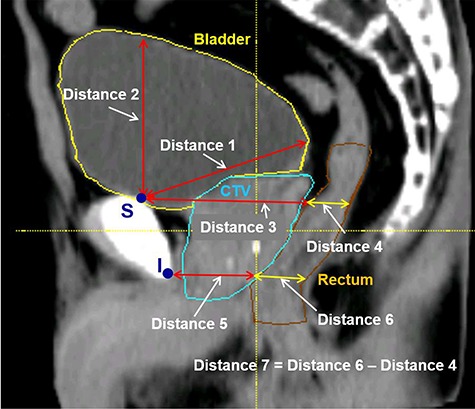 Bladder
Distance 2
Distance 1
CTV
S
Distance 3
Distance 4
I
Rectum
Distance 5
Distance 6
Distance 7 = Distance 6 – Distance 4